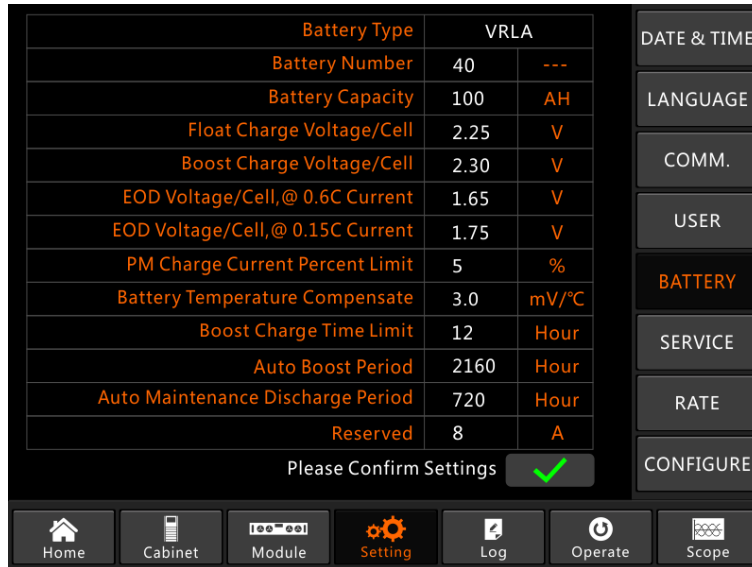 Battery Type VRLA
Battery Number 40 ---
Battery Capacity 100 AH
Float Charge Voltage/Cell 2.25 V
Boost Charge Voltage/Cell 2.30 V
EOD Voltage/Cell,@ 0.6C Current 1.65 V
EOD Voltage/Cell,@ 0.15C Current 1.75 V
PM Charge Current Percent Limit 5 %
Battery Temperature Compensate 3.0 mV/℃
Boost Charge Time Limit 12 Hour
Auto Boost Period 2160 Hour
Auto Maintenance Discharge Period 720 Hour
Reserved 8 A
Please Confirm Settings
DATE & TIME
LANGUAGE
COMM.
USER
BATTERY
SERVICE
RATE
CONFIGURE
Home Cabinet Module Setting Log Operate Scope